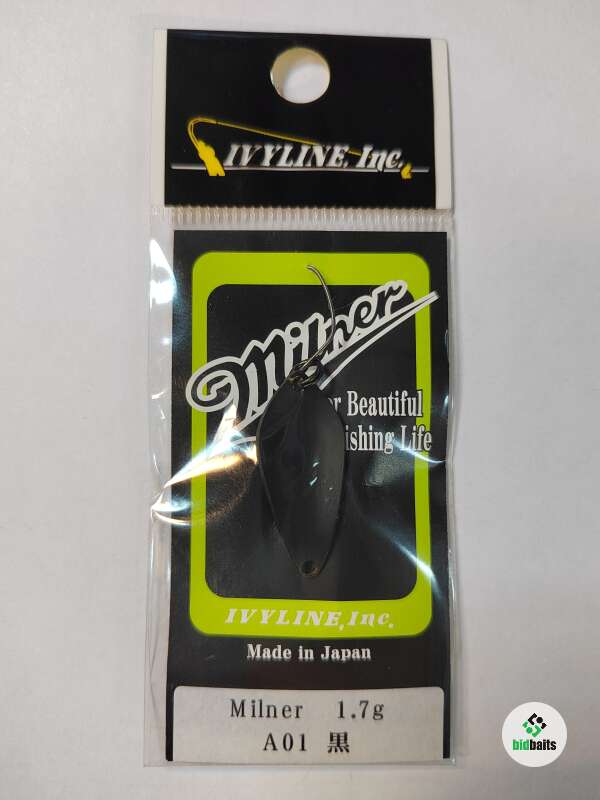 IVYLINE, Inc.
Milner
Beautiful
ishing Life
IVYLINE, Inc.
Made in Japan
Milner 1.7g
A01 黒
bidbaits